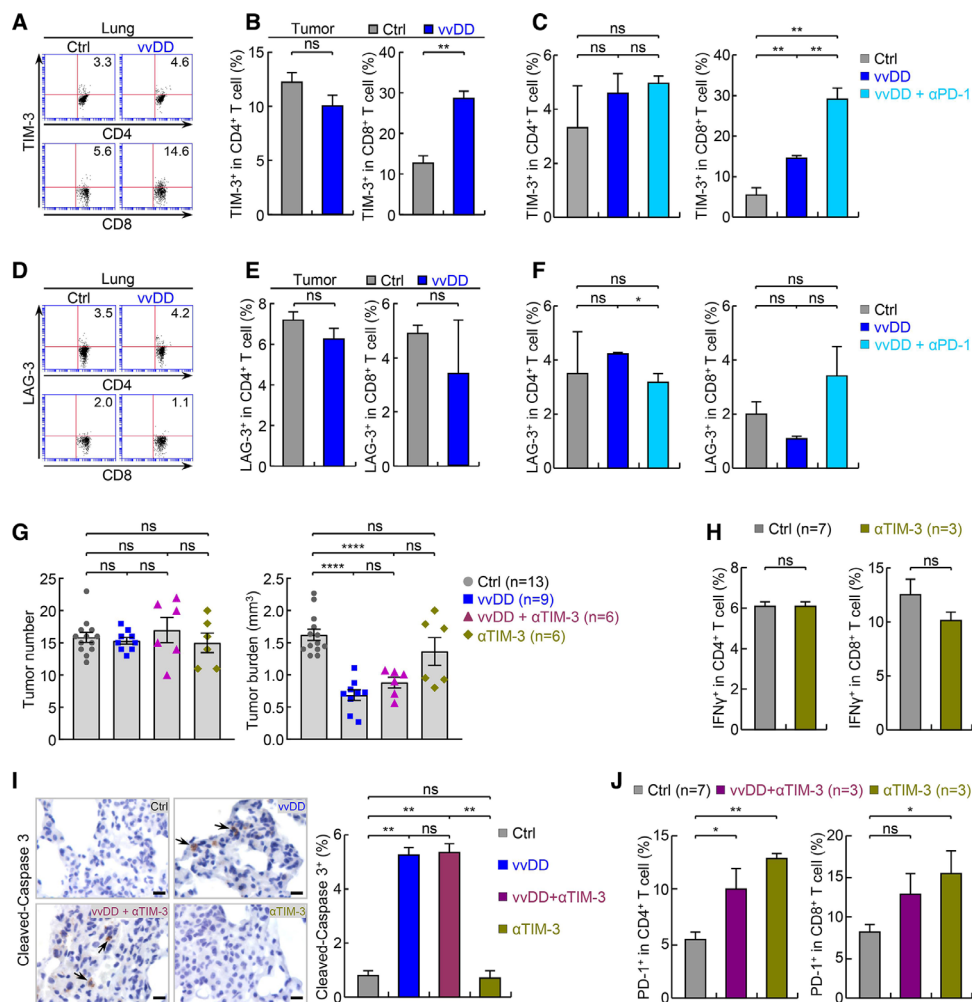 A
Lung
Ctrl vvDD
3.3 4.6
CD4
5.6 14.6
CD8
TIM-3
B
Tumor Ctrl vvDD
ns
TIM-3⁺ in CD4⁺ T cell (%)
15
10
5
0
**
TIM-3⁺ in CD8⁺ T cell (%)
40
30
20
10
0
C
ns
ns ns
TIM-3⁺ in CD4⁺ T cell (%)
6
4
2
0
**
** **
TIM-3⁺ in CD8⁺ T cell (%)
40
30
20
10
0
Ctrl
vvDD
vvDD + αPD-1
D
Lung
Ctrl vvDD
3.5 4.2
CD4
2.0 1.1
CD8
LAG-3
E
Tumor Ctrl vvDD
ns
LAG-3⁺ in CD4⁺ T cell (%)
8
6
4
2
0
ns
LAG-3⁺ in CD8⁺ T cell (%)
6
4
2
0
F
ns
ns *
LAG-3⁺ in CD4⁺ T cell (%)
6
4
2
0
ns
ns ns
LAG-3⁺ in CD8⁺ T cell (%)
6
4
2
0
Ctrl
vvDD
vvDD + αPD-1
G
ns
ns ns
ns ns
Tumor number
25
20
15
10
5
0
ns
**** ns
**** ns
Tumor burden (mm³)
2.5
2.0
1.5
1.0
0.5
0.0
Ctrl (n=13)
vvDD (n=9)
vvDD + αTIM-3 (n=6)
αTIM-3 (n=6)
H
Ctrl (n=7) αTIM-3 (n=3)
ns
IFNγ⁺ in CD4⁺ T cell (%)
8
6
4
2
0
ns
IFNγ⁺ in CD8⁺ T cell (%)
15
10
5
0
I
Cleaved-Caspase 3
Ctrl
vvDD
vvDD + αTIM-3
αTIM-3
ns
** **
** ns
Cleaved-Caspase 3⁺ (%)
6
4
2
0
Ctrl
vvDD
vvDD+αTIM-3
αTIM-3
J
Ctrl (n=7) vvDD+αTIM-3 (n=3) αTIM-3 (n=3)
**
*
PD-1⁺ in CD4⁺ T cell (%)
15
10
5
0
*
ns
PD-1⁺ in CD8⁺ T cell (%)
20
15
10
5
0